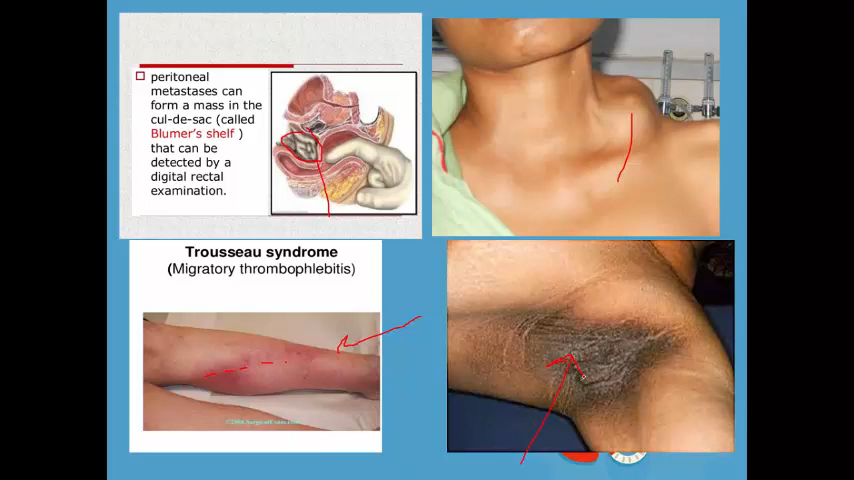 peritoneal
metastases can
form a mass in the
cul-de-sac (called
Blumer's shelf )
that can be
detected by a
digital rectal
examination.
Trousseau syndrome
(Migratory thrombophlebitis)